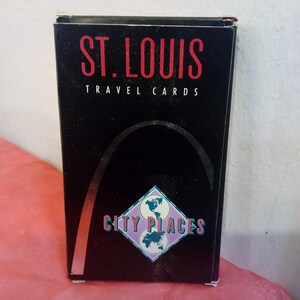 ST. LOUIS
TRAVEL CARDS
CITY PLACES